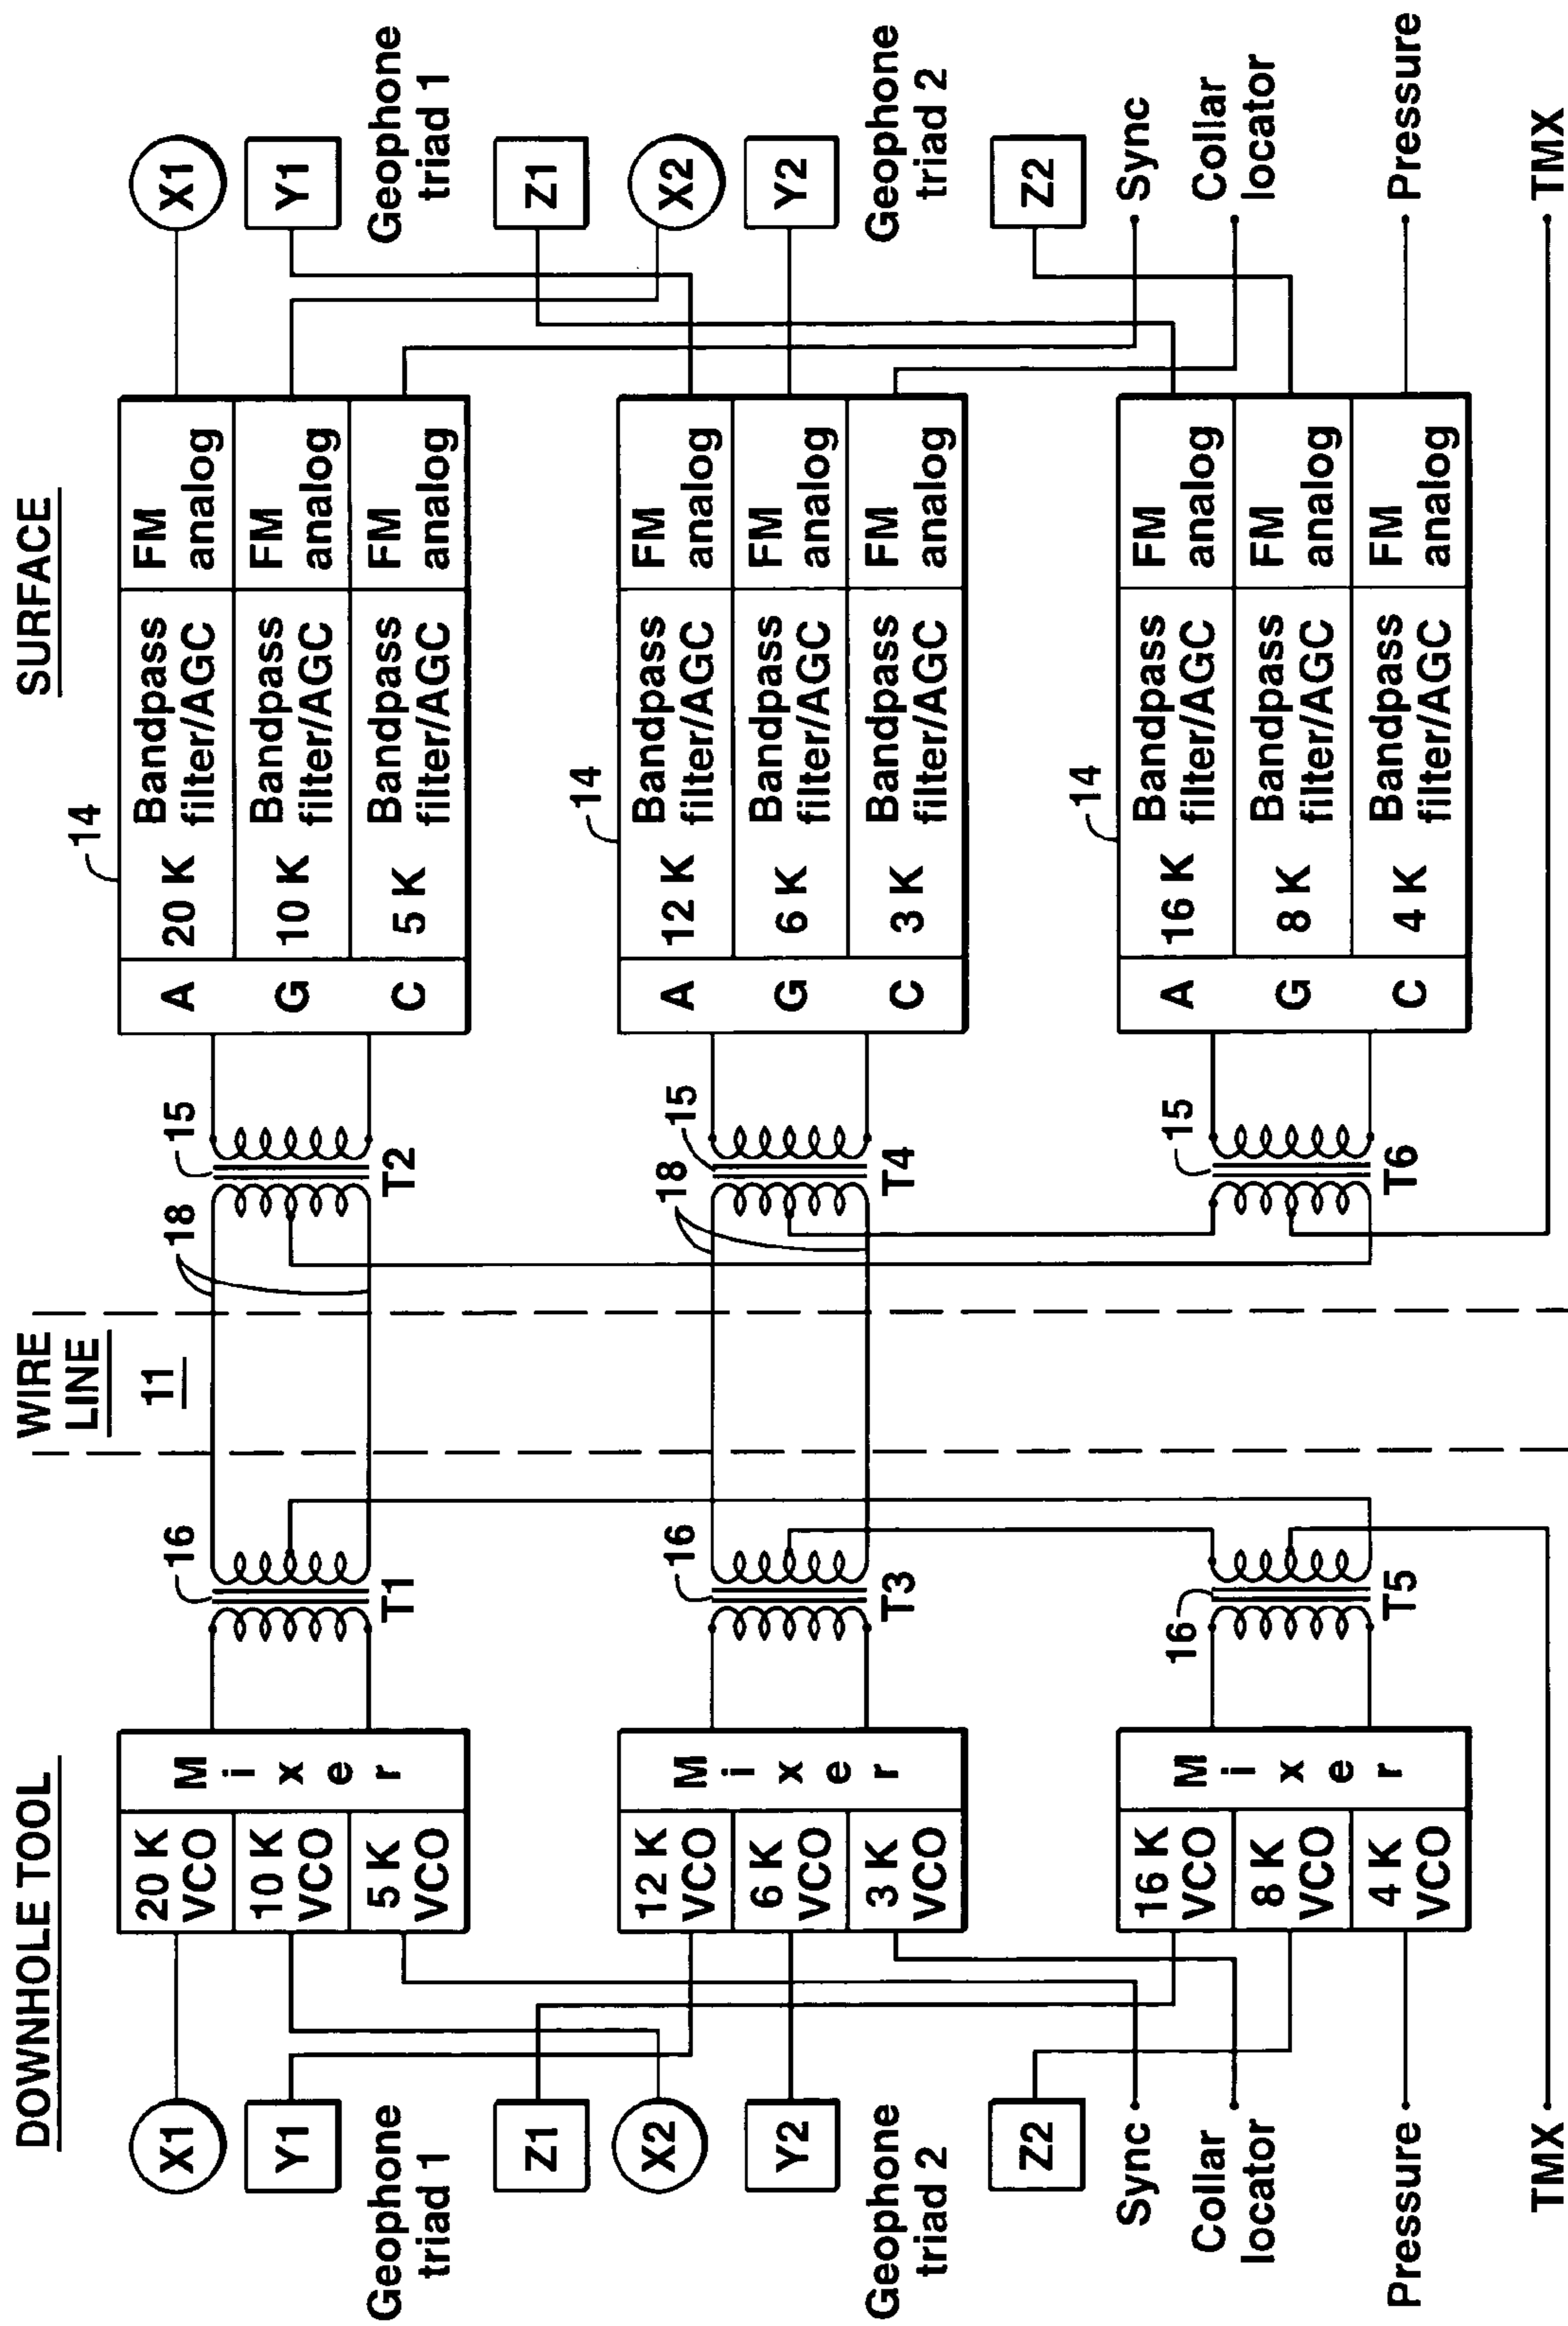 DOWNHOLE TOOL
WIRE
LINE
11
SURFACE
X1
Y1
Geophone
triad 1
Z1
X2
Y2
Geophone
triad 2
Z2
Sync
Collar
locator
Pressure
TMX
20 K
VCO
10 K
VCO
5 K
VCO
Mixer
12 K
VCO
6 K
VCO
3 K
VCO
Mixer
16 K
VCO
8 K
VCO
4 K
VCO
Mixer
16
T1
16
T3
16
T5
18
18
15
T2
15
T4
15
T6
14
A
G
C
20 K
Bandpass
filter/AGC
FM
analog
10 K
Bandpass
filter/AGC
FM
analog
5 K
Bandpass
filter/AGC
FM
analog
14
A
G
C
12 K
Bandpass
filter/AGC
FM
analog
6 K
Bandpass
filter/AGC
FM
analog
3 K
Bandpass
filter/AGC
FM
analog
14
A
G
C
16 K
Bandpass
filter/AGC
FM
analog
8 K
Bandpass
filter/AGC
FM
analog
4 K
Bandpass
filter/AGC
FM
analog
X1
Y1
Geophone
triad 1
Z1
X2
Y2
Geophone
triad 2
Z2
Sync
Collar
locator
Pressure
TMX